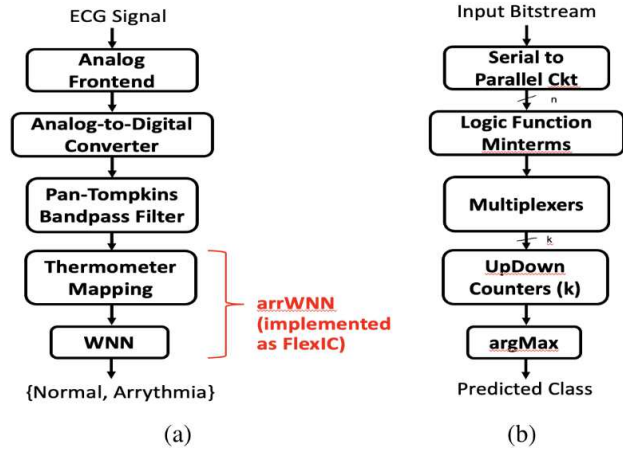 ECG Signal
Analog
Frontend
Analog-to-Digital
Converter
Pan-Tompkins
Bandpass Filter
Thermometer
Mapping
WNN
{Normal, Arrythmia}
arrWNN
(implemented
as FlexIC)
(a)
Input Bitstream
Serial to
Parallel Ckt
n
Logic Function
Minterms
Multiplexers
k
UpDown
Counters (k)
argMax
Predicted Class
(b)